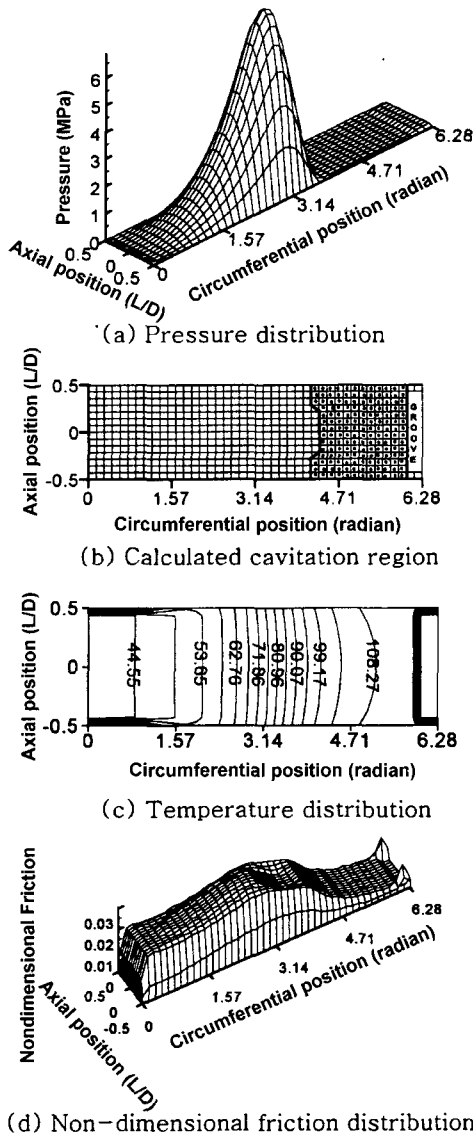 6
5
4
3
2
1
0
Pressure (MPa)
0.5
0
0.5
Axial position (L/D)
0
1.57
3.14
4.71
6.28
Circumferential position (radian)
(a) Pressure distribution
0.5
0
-0.5
Axial position (L/D)
GROOVE
0 1.57 3.14 4.71 6.28
Circumferential position (radian)
(b) Calculated cavitation region
0.5
0
-0.5
Axial position (L/D)
44.55 53.65 62.76 71.86 80.96 90.07 99.17 108.27
0 1.57 3.14 4.71 6.28
Circumferential position (radian)
(c) Temperature distribution
0.03
0.02
0.01
0
Nondimensional Friction
0.5
0
-0.5
Axial position (L/D)
0
1.57
3.14
4.71
6.28
Circumferential position (radian)
(d) Non-dimensional friction distribution